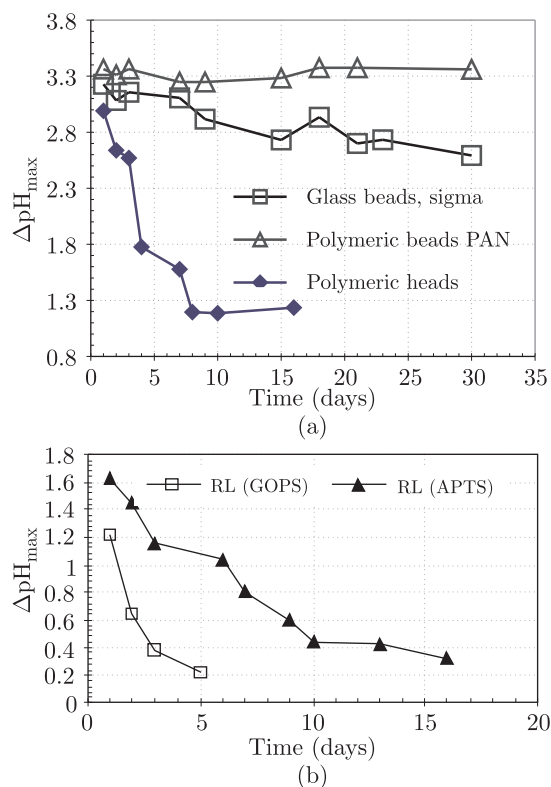 3.8
3.3
2.8
2.3
1.8
1.3
0.8
ΔpHmax
Glass beads, sigma
Polymeric beads PAN
Polymeric heads
0 5 10 15 20 25 30 35
Time (days)
(a)
1.8
1.6
1.4
1.2
1
0.8
0.6
0.4
0.2
0
ΔpHmax
RL (GOPS) RL (APTS)
0 5 10 15 20
Time (days)
(b)